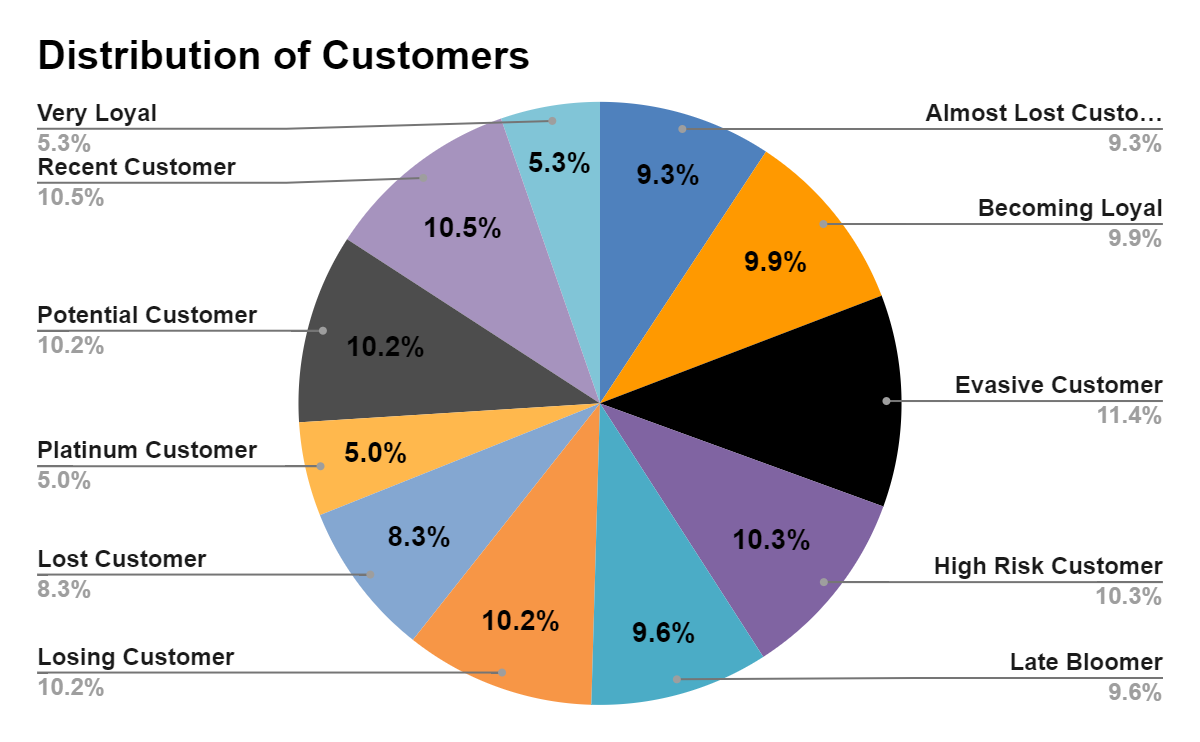 Distribution of Customers
Very Loyal
5.3%
Recent Customer
10.5%
Potential Customer
10.2%
Platinum Customer
5.0%
Lost Customer
8.3%
Losing Customer
10.2%
5.3%
9.3%
10.5%
9.9%
10.2%
5.0%
8.3%
10.3%
10.2%
9.6%
Almost Lost Custo…
9.3%
Becoming Loyal
9.9%
Evasive Customer
11.4%
High Risk Customer
10.3%
Late Bloomer
9.6%